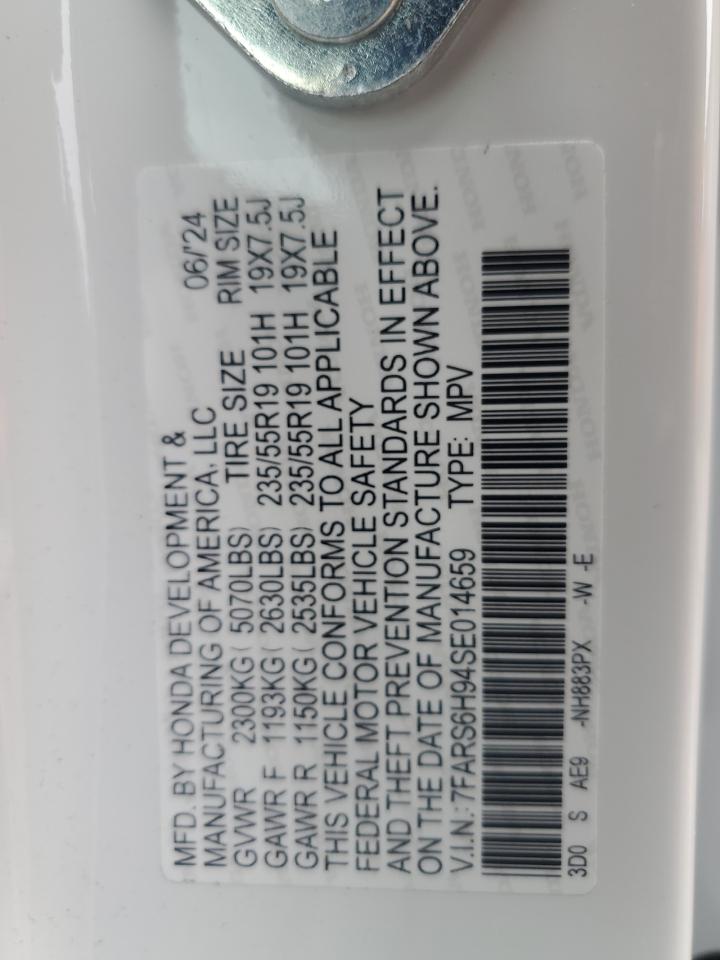 MFD. BY HONDA DEVELOPMENT &
MANUFACTURING OF AMERICA, LLC 06/'24
GVWR 2300KG( 5070LBS) TIRE SIZE RIM SIZE
GAWR F 1193KG( 2630LBS) 235/55R19 101H 19X7.5J
GAWR R 1150KG( 2535LBS) 235/55R19 101H 19X7.5J
THIS VEHICLE CONFORMS TO ALL APPLICABLE
FEDERAL MOTOR VEHICLE SAFETY
AND THEFT PREVENTION STANDARDS IN EFFECT
ON THE DATE OF MANUFACTURE SHOWN ABOVE.
V.I.N.: 7FARS6H94SE014659 TYPE: MPV
3D0 S AE9 -NH883PX -W -E